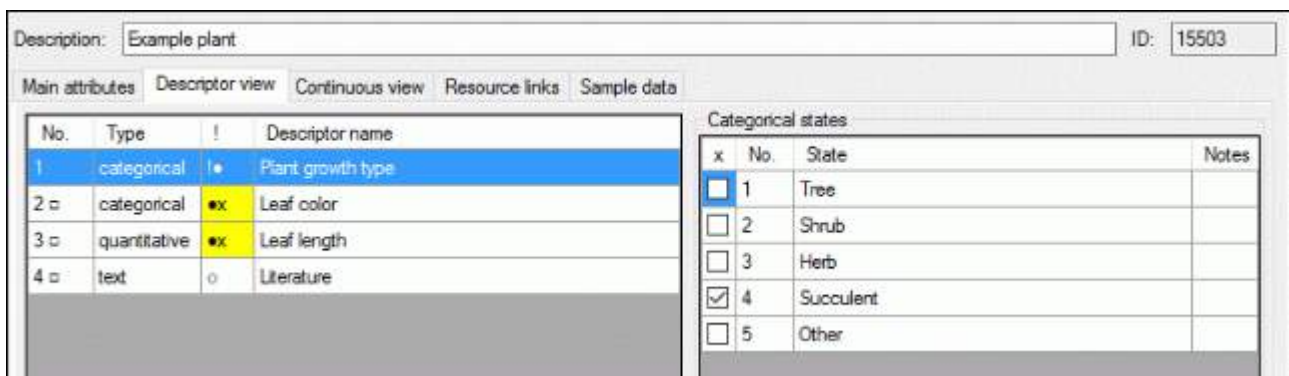 Description: Example plant ID: 15503
Main attributes Descriptor view Continuous view Resource links Sample data
No. Type ! Descriptor name
1 categorical !● Plant growth type
2 □ categorical ●x Leaf color
3 □ quantitative ●x Leaf length
4 □ text ○ Literature
Categorical states
x No. State Notes
1 Tree
2 Shrub
3 Herb
4 Succulent
5 Other